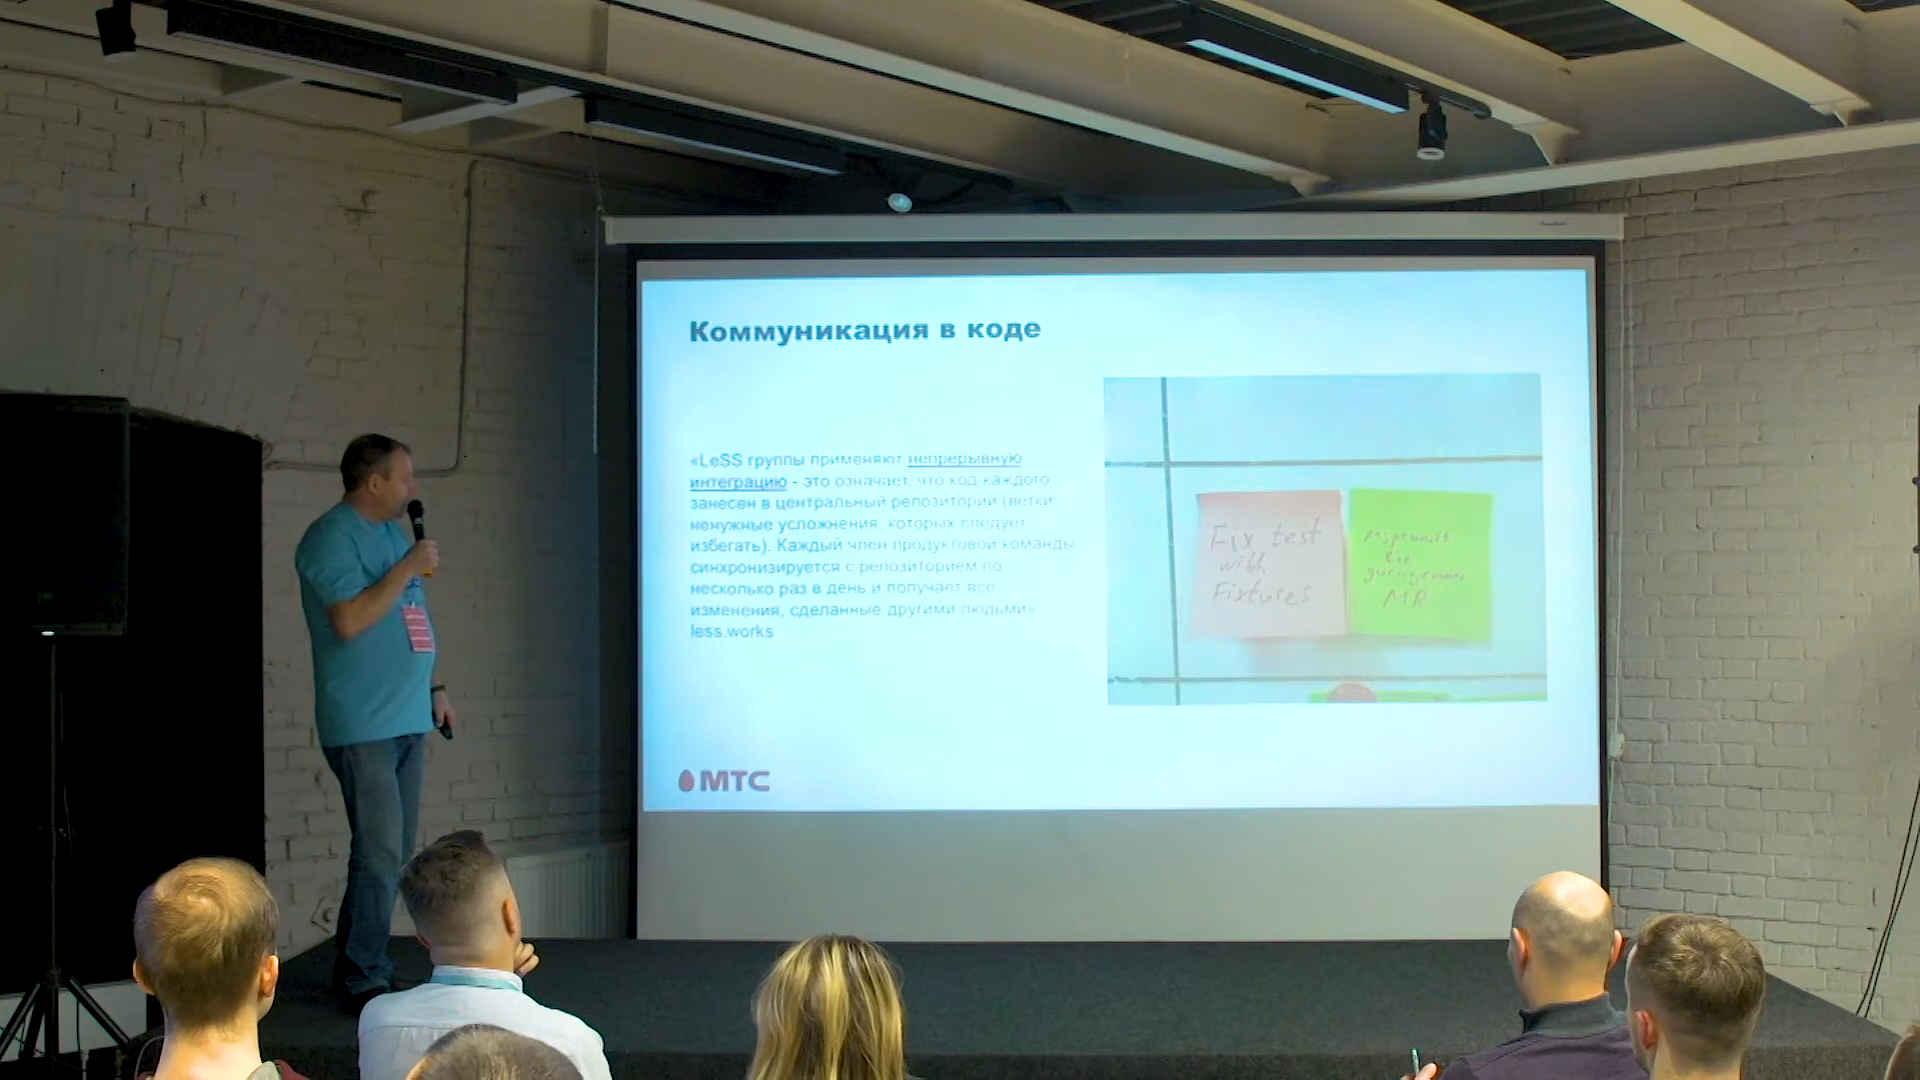 Коммуникация в коде
«LeSS группы применяют непрерывную
интеграцию - это означает, что код каждого
занесен в центральный репозиторий (ветки
ненужные усложнения, которых следует
избегать). Каждый член продуктовой команды
синхронизируется с репозиторием по
несколько раз в день и получает все
изменения, сделанные другими людьми»
less.works
Fix test
with
Fixtures
MR
МТС